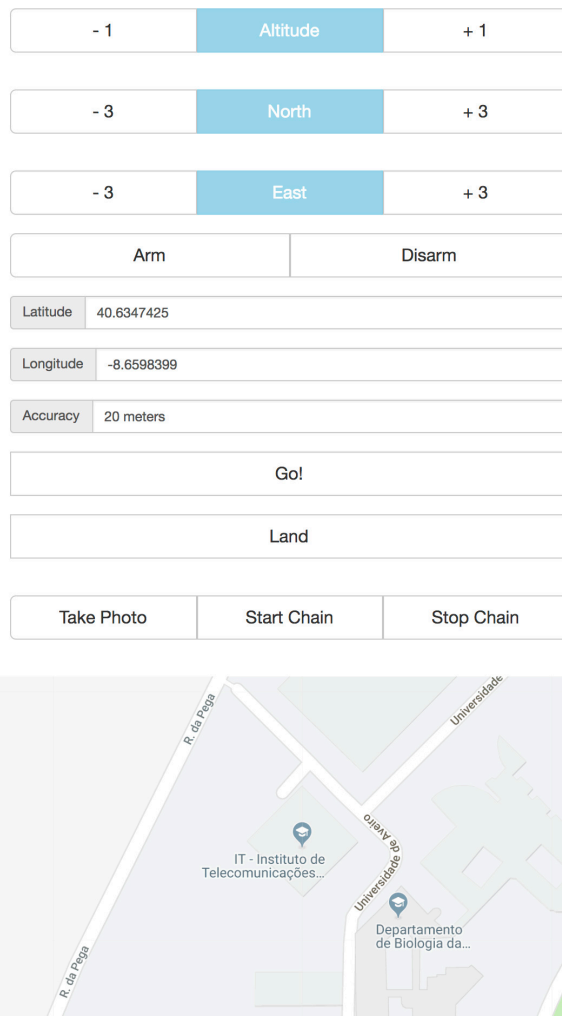 - 1 Altitude + 1
- 3 North + 3
- 3 East + 3
Arm Disarm
Latitude 40.6347425
Longitude -8.6598399
Accuracy 20 meters
Go!
Land
Take Photo Start Chain Stop Chain
Universidade
R. da Pega
Universidade de Aveiro
IT - Instituto de
Telecomunicações...
Departamento
de Biologia da...
R. da Pega